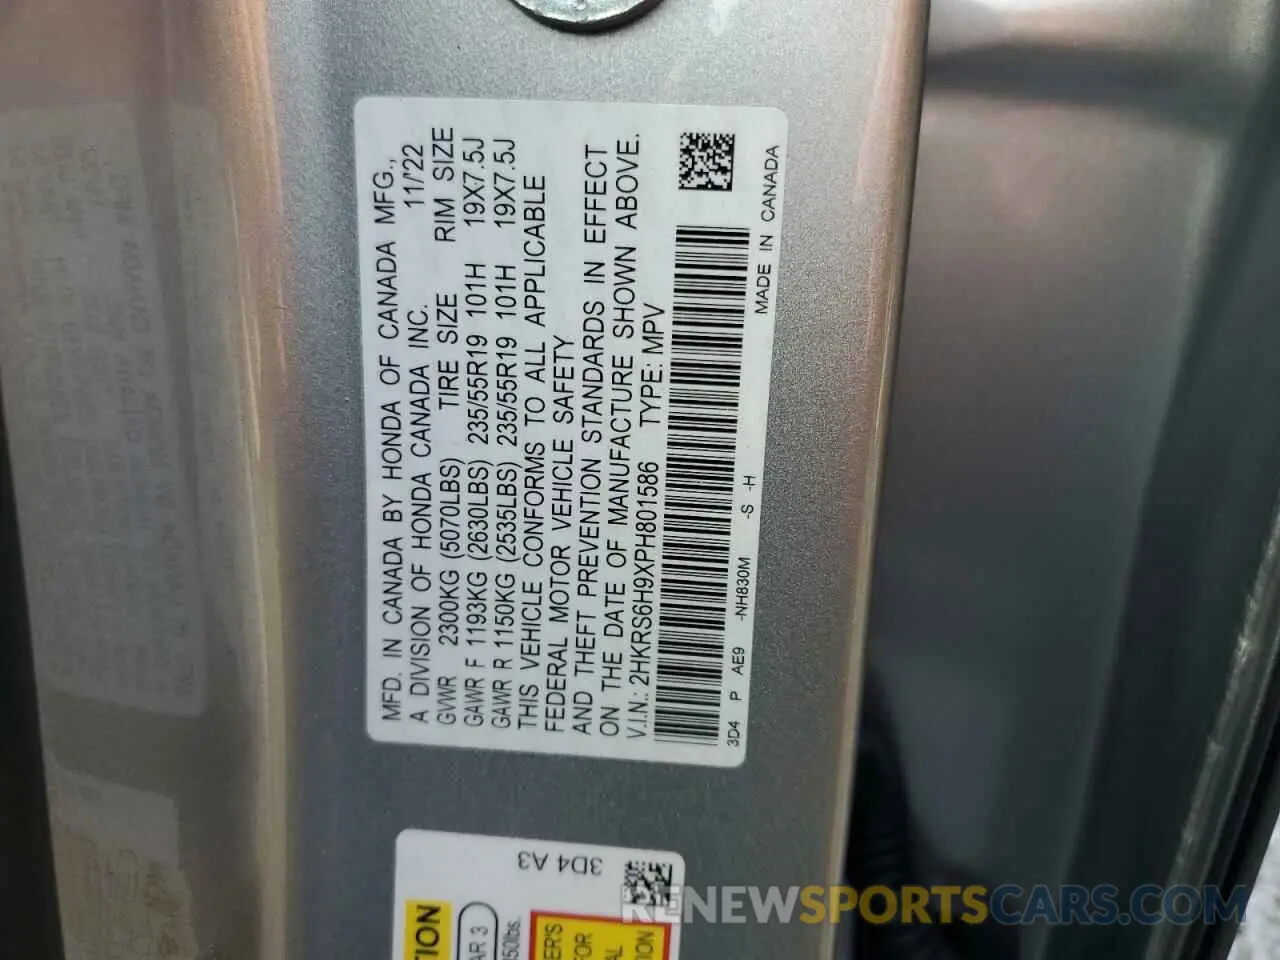 MFD. IN CANADA BY HONDA OF CANADA MFG.,
A DIVISION OF HONDA CANADA INC. 11/'22
GVWR 2300KG (5070LBS) TIRE SIZE RIM SIZE
GAWR F 1193KG (2630LBS) 235/55R19 101H 19X7.5J
GAWR R 1150KG (2535LBS) 235/55R19 101H 19X7.5J
THIS VEHICLE CONFORMS TO ALL APPLICABLE
FEDERAL MOTOR VEHICLE SAFETY
AND THEFT PREVENTION STANDARDS IN EFFECT
ON THE DATE OF MANUFACTURE SHOWN ABOVE.
V.I.N.: 2HKRS6H9XPH801586 TYPE: MPV
3D4 P AE9 -NH830M -S -H MADE IN CANADA
3D4 A3
RENEWSPORTSCARS.COM